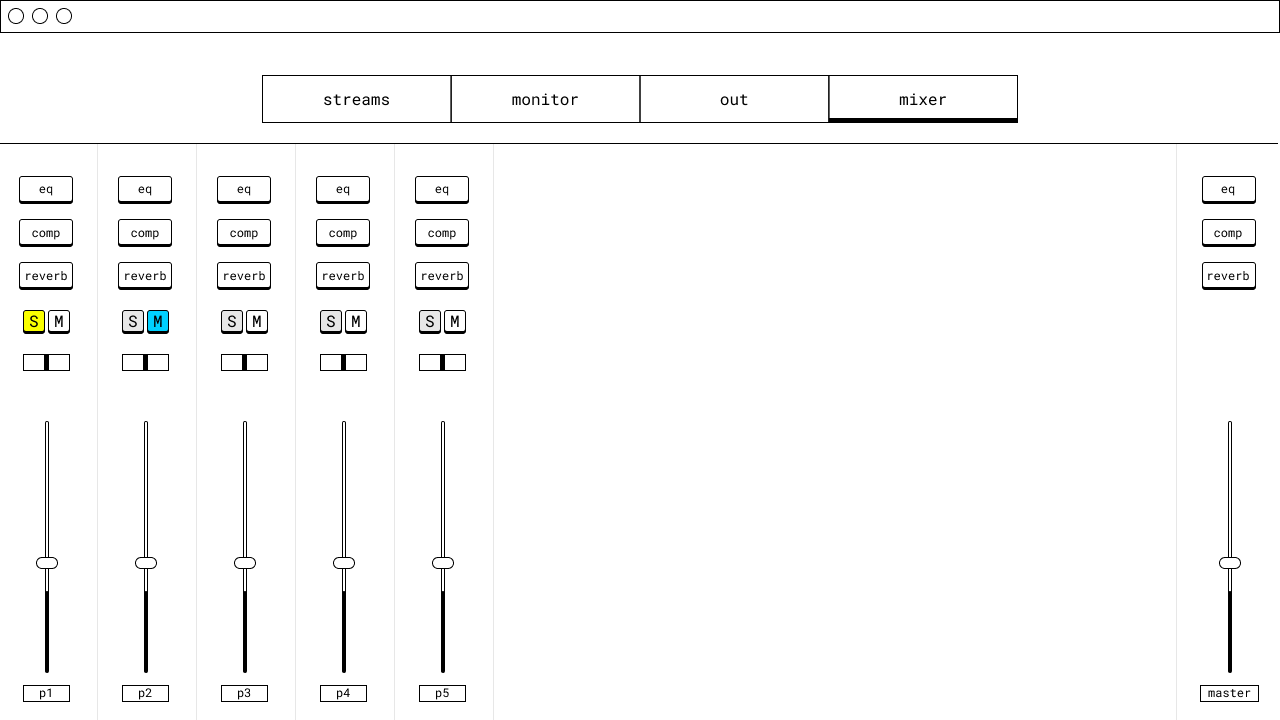 streams monitor out mixer
eq eq eq eq eq eq
comp comp comp comp comp comp
reverb reverb reverb reverb reverb reverb
S M S M S M S M S M
p1 p2 p3 p4 p5 master